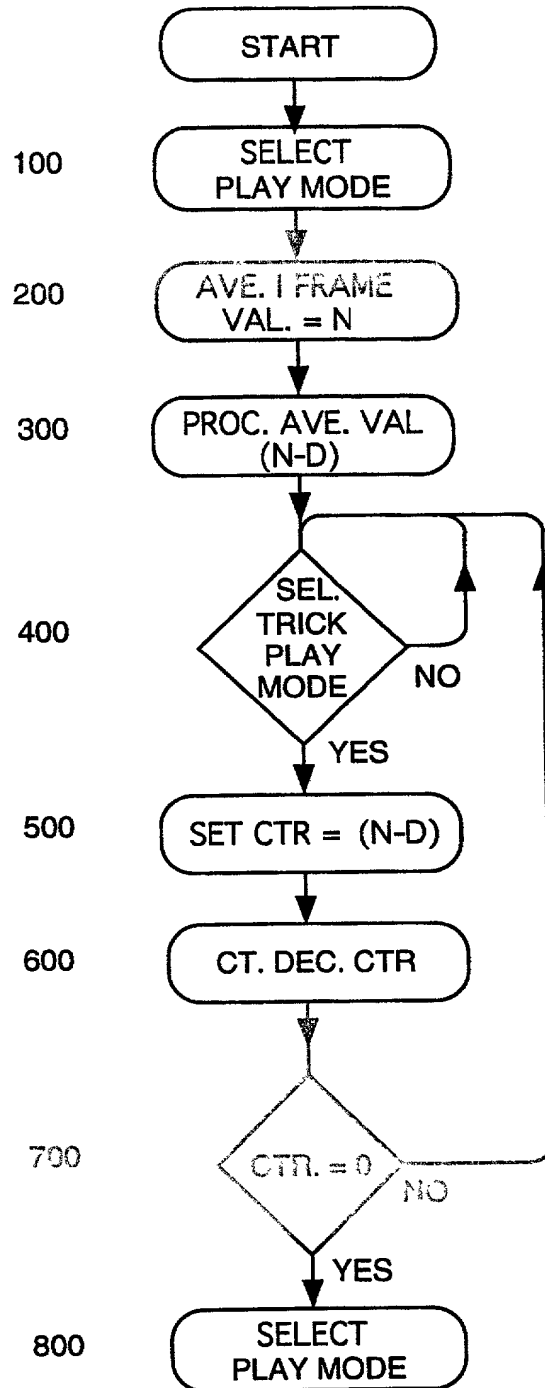 START
100
SELECT
PLAY MODE
200
AVE. I FRAME
VAL. = N
300
PROC. AVE. VAL
(N-D)
400
SEL.
TRICK
PLAY
MODE
NO
YES
500
SET CTR = (N-D)
600
CT. DEC. CTR
700
CTR. = 0
NO
YES
800
SELECT
PLAY MODE